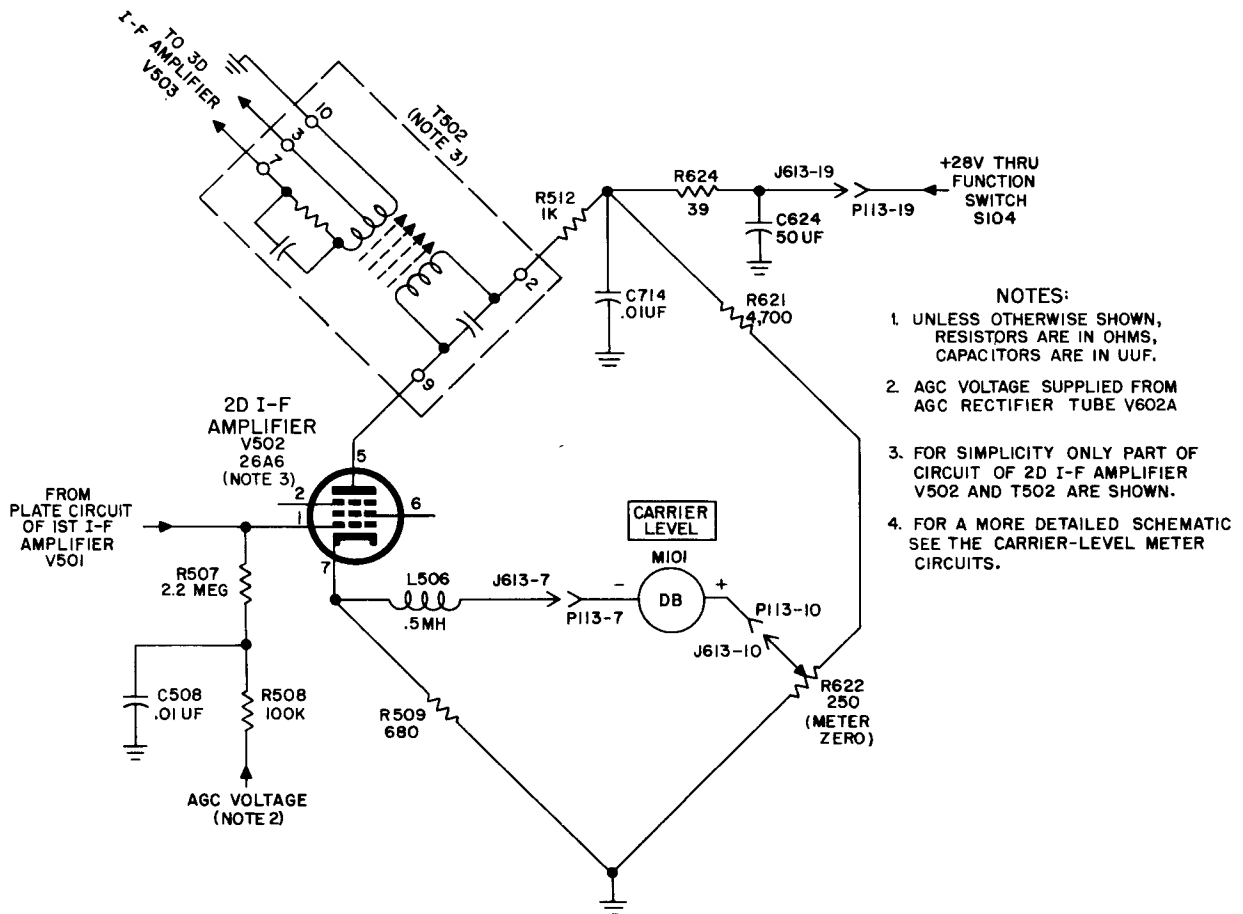 TO 3D
I-F AMPLIFIER
V503
10
3
7
T502
(NOTE 3)
R512
1K
2
9
R624
39
J613-19
P113-19
+28V THRU
FUNCTION
SWITCH
S104
C624
50UF
C714
.01UF
R621
4,700
NOTES:
1. UNLESS OTHERWISE SHOWN,
RESISTORS ARE IN OHMS,
CAPACITORS ARE IN UUF.
2. AGC VOLTAGE SUPPLIED FROM
AGC RECTIFIER TUBE V602A
3. FOR SIMPLICITY ONLY PART OF
CIRCUIT OF 2D I-F AMPLIFIER
V502 AND T502 ARE SHOWN.
4. FOR A MORE DETAILED SCHEMATIC
SEE THE CARRIER-LEVEL METER
CIRCUITS.
2D I-F
AMPLIFIER
V502
26A6
(NOTE 3)
5
2
1
6
7
FROM
PLATE CIRCUIT
OF 1ST I-F
AMPLIFIER
V501
R507
2.2 MEG
L506
.5MH
J613-7
P113-7
CARRIER
LEVEL
M101
- DB +
P113-10
J613-10
R622
250
(METER
ZERO)
C508
.01UF
R508
100K
R509
680
AGC VOLTAGE
(NOTE 2)